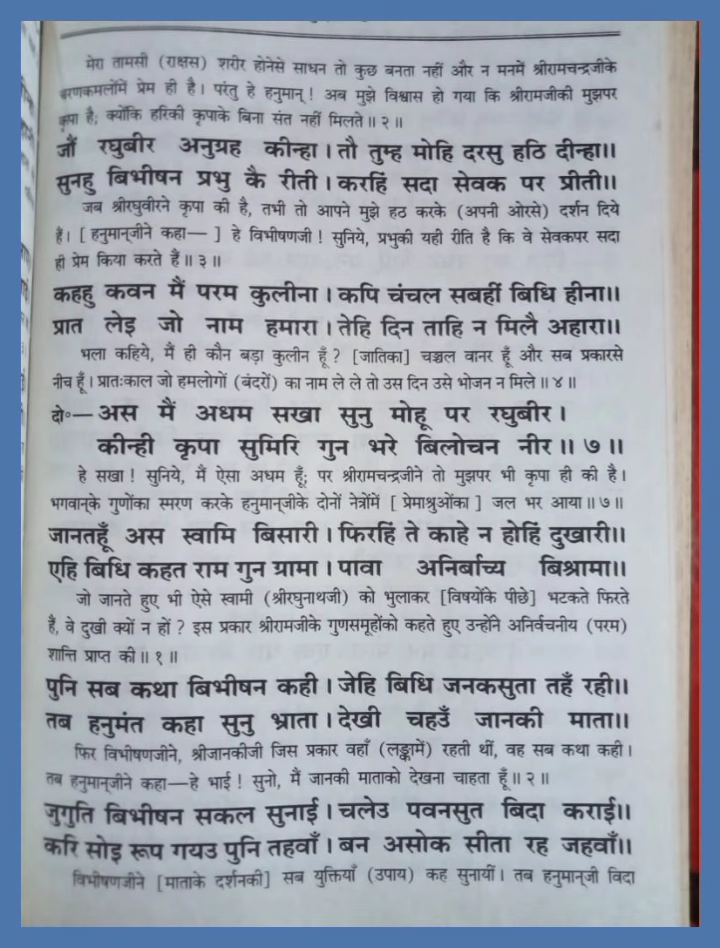 मेरा तामसी (राक्षस) शरीर होनेसे साधन तो कुछ बनता नहीं और न मनमें श्रीरामचन्द्रजीके
चरणकमलोंमें प्रेम ही है। परंतु हे हनुमान्! अब मुझे विश्वास हो गया कि श्रीरामजीकी मुझपर
कृपा है; क्योंकि हरिकी कृपाके बिना संत नहीं मिलते॥ २॥
जौं रघुबीर अनुग्रह कीन्हा। तौ तुम्ह मोहि दरसु हठि दीन्हा॥
सुनहु बिभीषन प्रभु कै रीती। करहिं सदा सेवक पर प्रीती॥
जब श्रीरघुवीरने कृपा की है, तभी तो आपने मुझे हठ करके (अपनी ओरसे) दर्शन दिये
हैं। [ हनुमान्‌जीने कहा— ] हे विभीषणजी! सुनिये, प्रभुकी यही रीति है कि वे सेवकपर सदा
ही प्रेम किया करते हैं॥ ३॥
कहहु कवन मैं परम कुलीना। कपि चंचल सबहीं बिधि हीना॥
प्रात लेइ जो नाम हमारा। तेहि दिन ताहि न मिलै अहारा॥
भला कहिये, मैं ही कौन बड़ा कुलीन हूँ? [जातिका] चञ्चल वानर हूँ और सब प्रकारसे
नीच हूँ। प्रातःकाल जो हमलोगों (बंदरों) का नाम ले ले तो उस दिन उसे भोजन न मिले॥ ४॥
दो०— अस मैं अधम सखा सुनु मोहू पर रघुबीर।
कीन्ही कृपा सुमिरि गुन भरे बिलोचन नीर॥ ७॥
हे सखा! सुनिये, मैं ऐसा अधम हूँ; पर श्रीरामचन्द्रजीने तो मुझपर भी कृपा ही की है।
भगवान्‌के गुणोंका स्मरण करके हनुमान्‌जीके दोनों नेत्रोंमें [ प्रेमाश्रुओंका ] जल भर आया॥ ७॥
जानतहूँ अस स्वामि बिसारी। फिरहिं ते काहे न होहिं दुखारी॥
एहि बिधि कहत राम गुन ग्रामा। पावा अनिर्बाच्य बिश्रामा॥
जो जानते हुए भी ऐसे स्वामी (श्रीरघुनाथजी) को भुलाकर [विषयोंके पीछे] भटकते फिरते
हैं, वे दुखी क्यों न हों? इस प्रकार श्रीरामजीके गुणसमूहोंको कहते हुए उन्होंने अनिर्वचनीय (परम)
शान्ति प्राप्त की॥ १॥
पुनि सब कथा बिभीषन कही। जेहि बिधि जनकसुता तहँ रही॥
तब हनुमंत कहा सुनु भ्राता। देखी चहउँ जानकी माता॥
फिर विभीषणजीने, श्रीजानकीजी जिस प्रकार वहाँ (लङ्कामें) रहती थीं, वह सब कथा कही।
तब हनुमान्‌जीने कहा—हे भाई! सुनो, मैं जानकी माताको देखना चाहता हूँ॥ २॥
जुगुति बिभीषन सकल सुनाई। चलेउ पवनसुत बिदा कराई॥
करि सोइ रूप गयउ पुनि तहवाँ। बन असोक सीता रह जहवाँ॥
विभीषणजीने [माताके दर्शनकी] सब युक्तियाँ (उपाय) कह सुनायीं। तब हनुमान्‌जी विदा